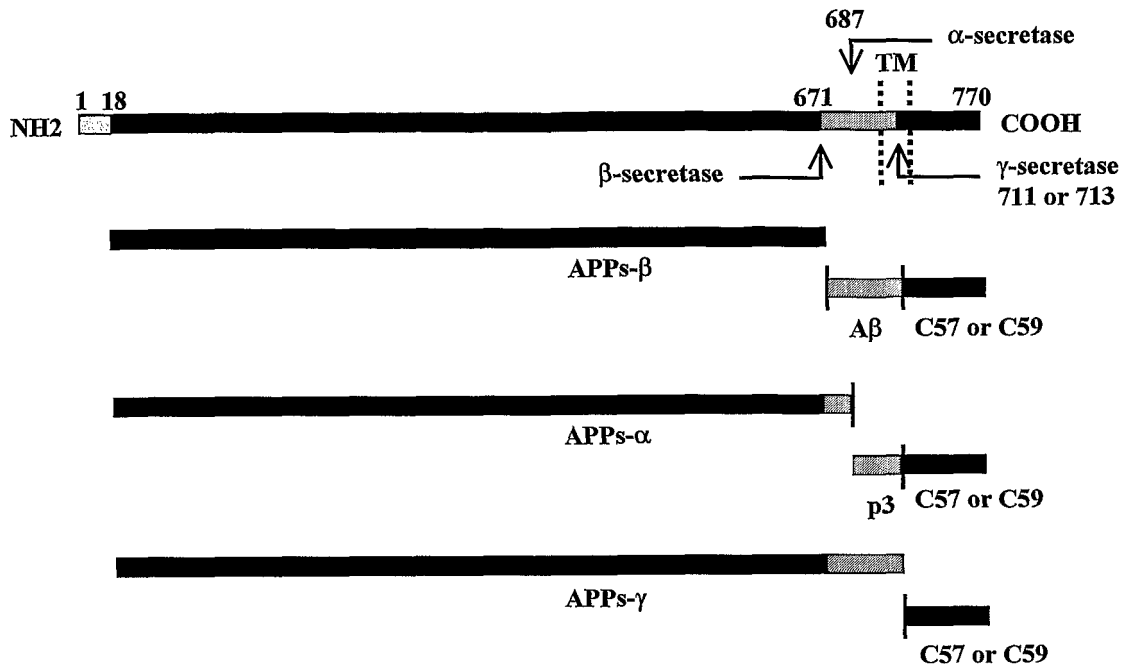 687
α-secretase
TM
1 18
671
770
NH2
COOH
β-secretase
γ-secretase
711 or 713
APPs-β
Aβ
C57 or C59
APPs-α
p3
C57 or C59
APPs-γ
C57 or C59